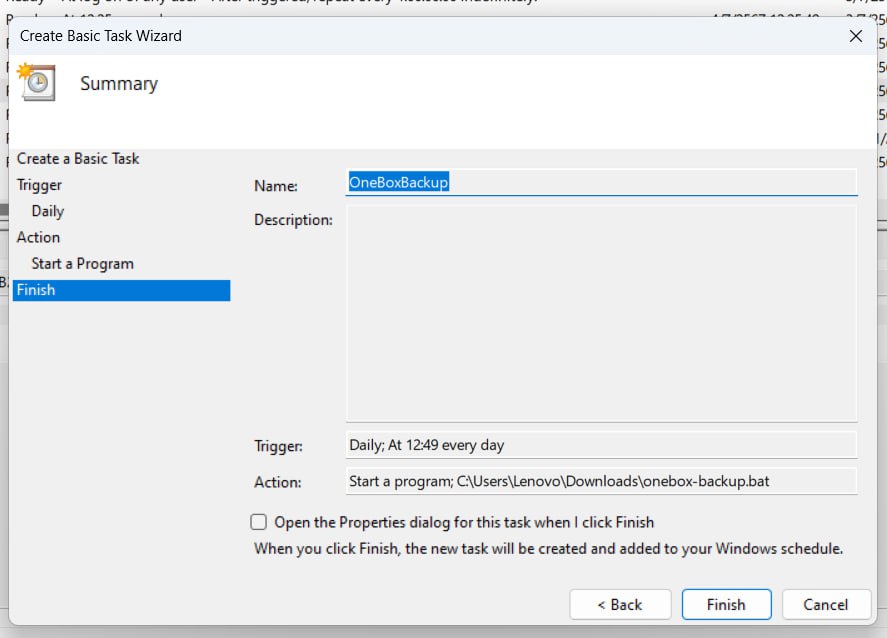 Create Basic Task Wizard
Summary
Create a Basic Task
Trigger
Daily
Action
Start a Program
Finish
Name: OneBoxBackup
Description:
Trigger: Daily; At 12:49 every day
Action: Start a program; C:\Users\Lenovo\Downloads\onebox-backup.bat
Open the Properties dialog for this task when I click Finish
When you click Finish, the new task will be created and added to your Windows schedule.
< Back Finish Cancel